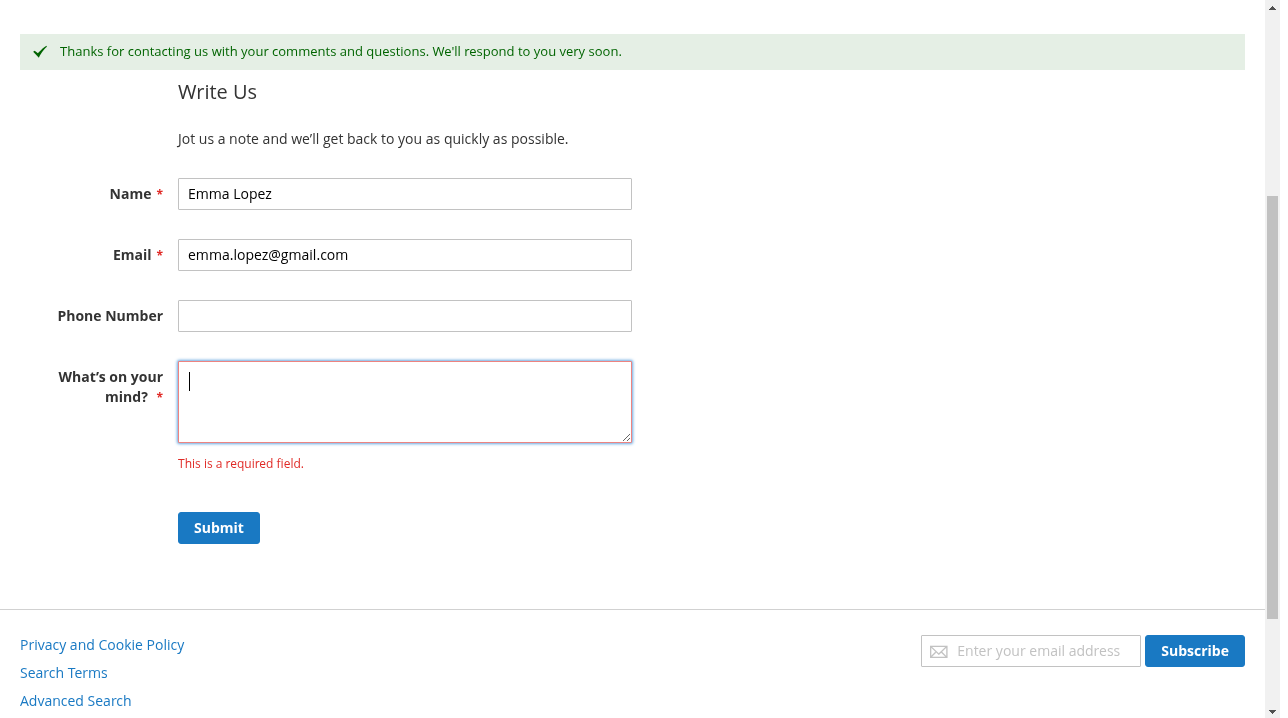 Thanks for contacting us with your comments and questions. We'll respond to you very soon.
Write Us
Jot us a note and we’ll get back to you as quickly as possible.
Name *
Emma Lopez
Email *
emma.lopez@gmail.com
Phone Number
What’s on your
mind? *
This is a required field.
Submit
Privacy and Cookie Policy
Search Terms
Advanced Search
Enter your email address
Subscribe